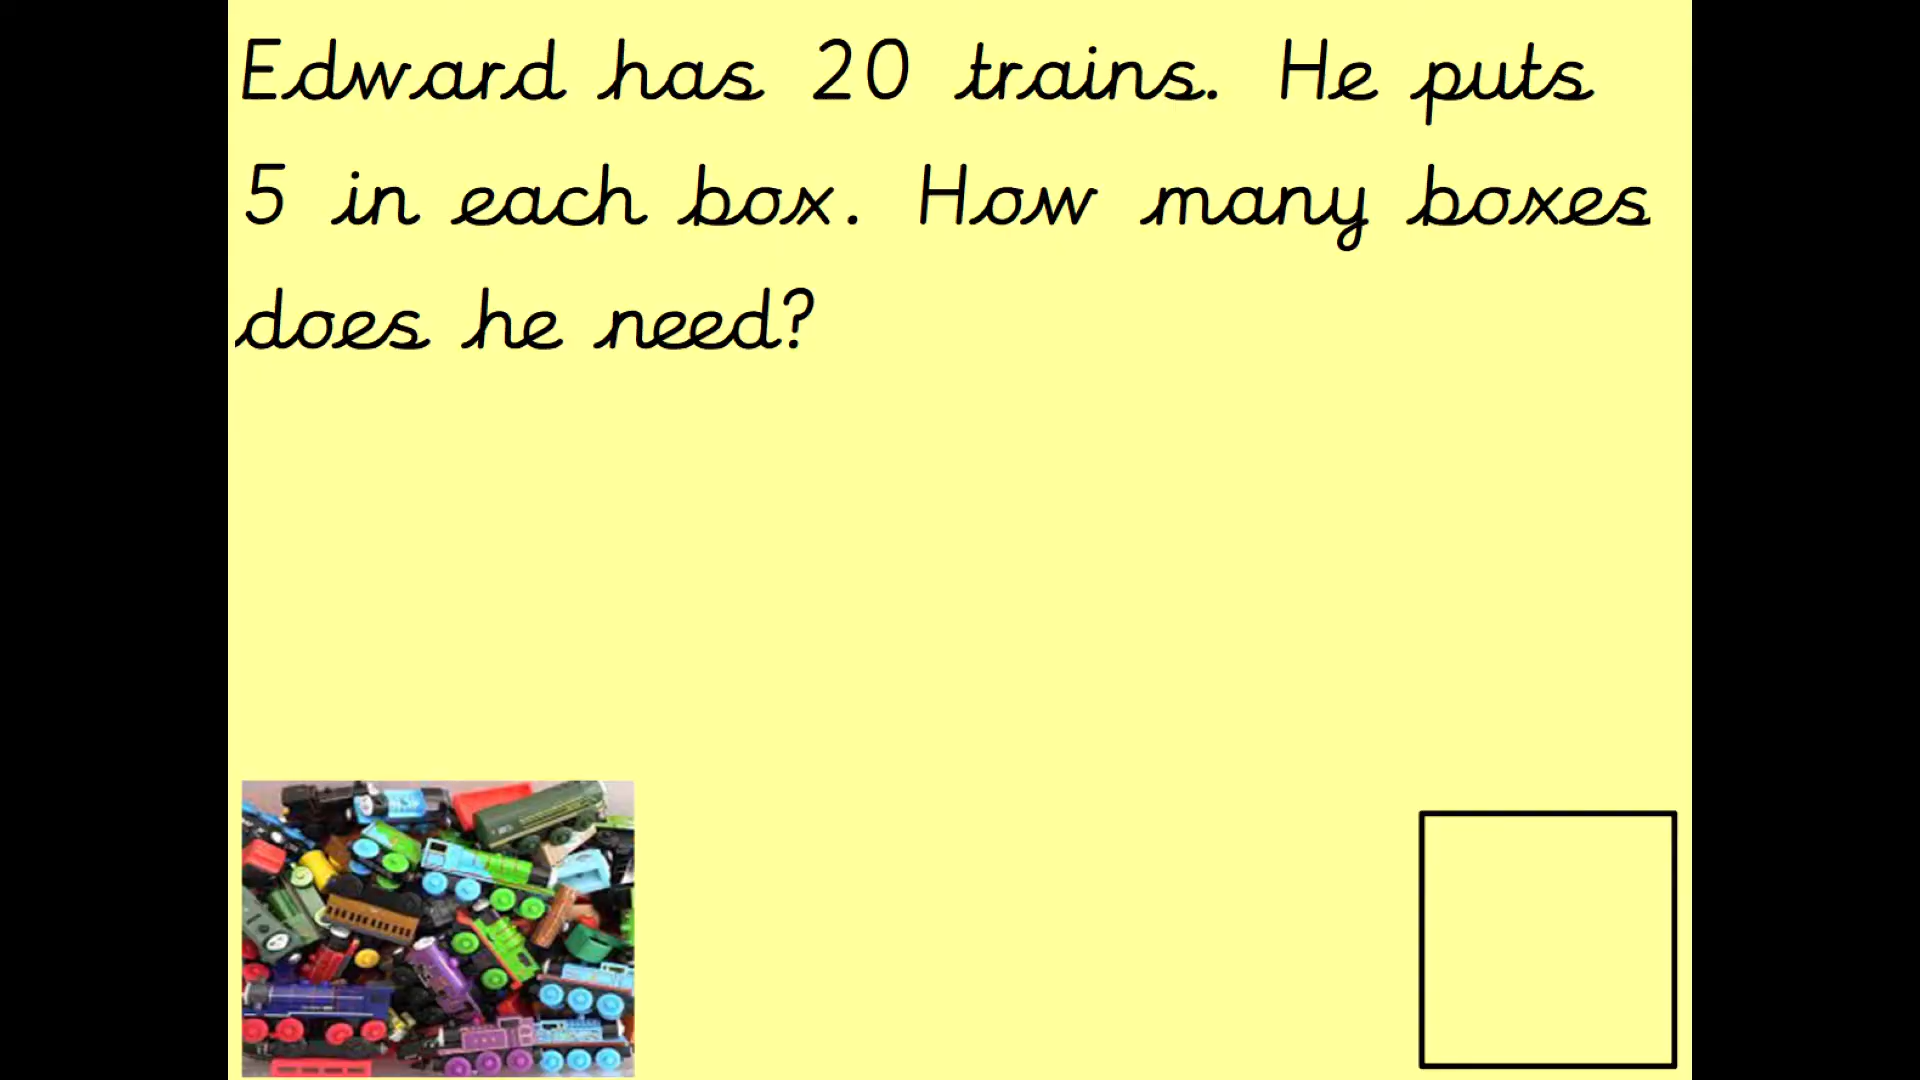 Edward has 20 trains. He puts
5 in each box. How many boxes
does he need?